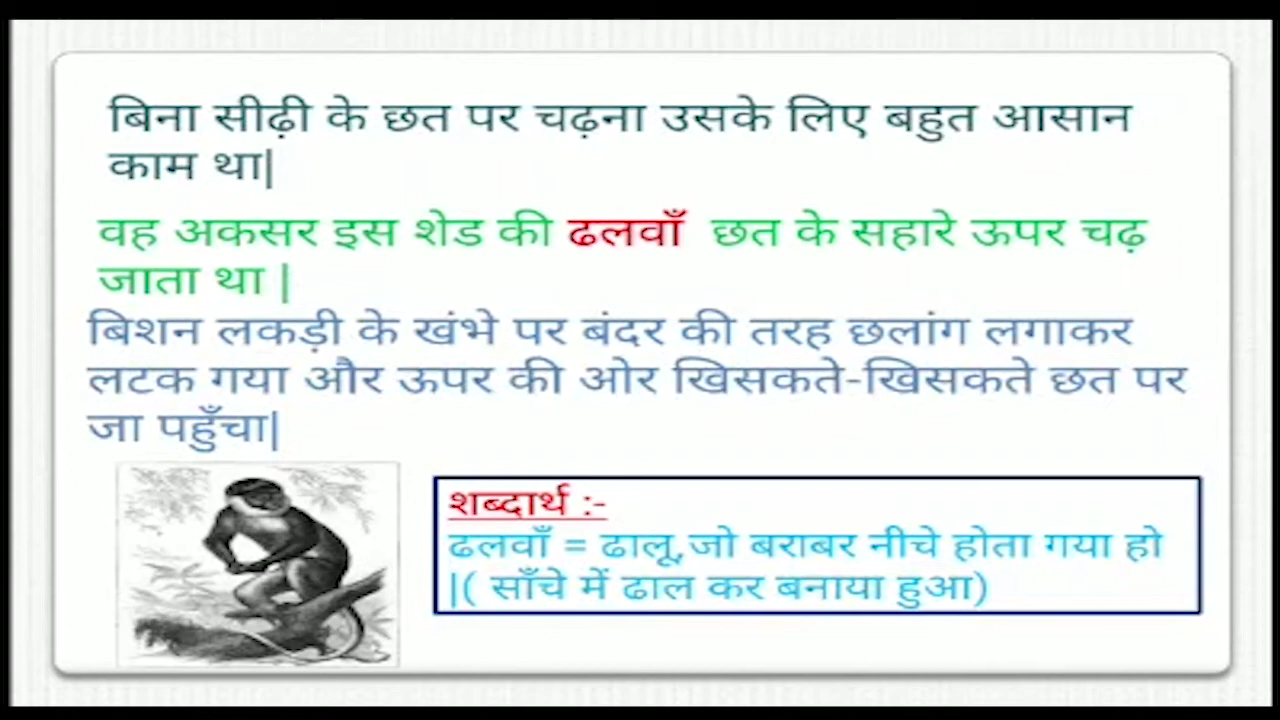 बिना सीढ़ी के छत पर चढ़ना उसके लिए बहुत आसान
काम था|
वह अकसर इस शेड की ढलवाँ छत के सहारे ऊपर चढ़
जाता था |
बिशन लकड़ी के खंभे पर बंदर की तरह छलांग लगाकर
लटक गया और ऊपर की ओर खिसकते-खिसकते छत पर
जा पहुँचा|
शब्दार्थ :-
ढलवाँ = ढालू,जो बराबर नीचे होता गया हो
|( साँचे में ढाल कर बनाया हुआ)